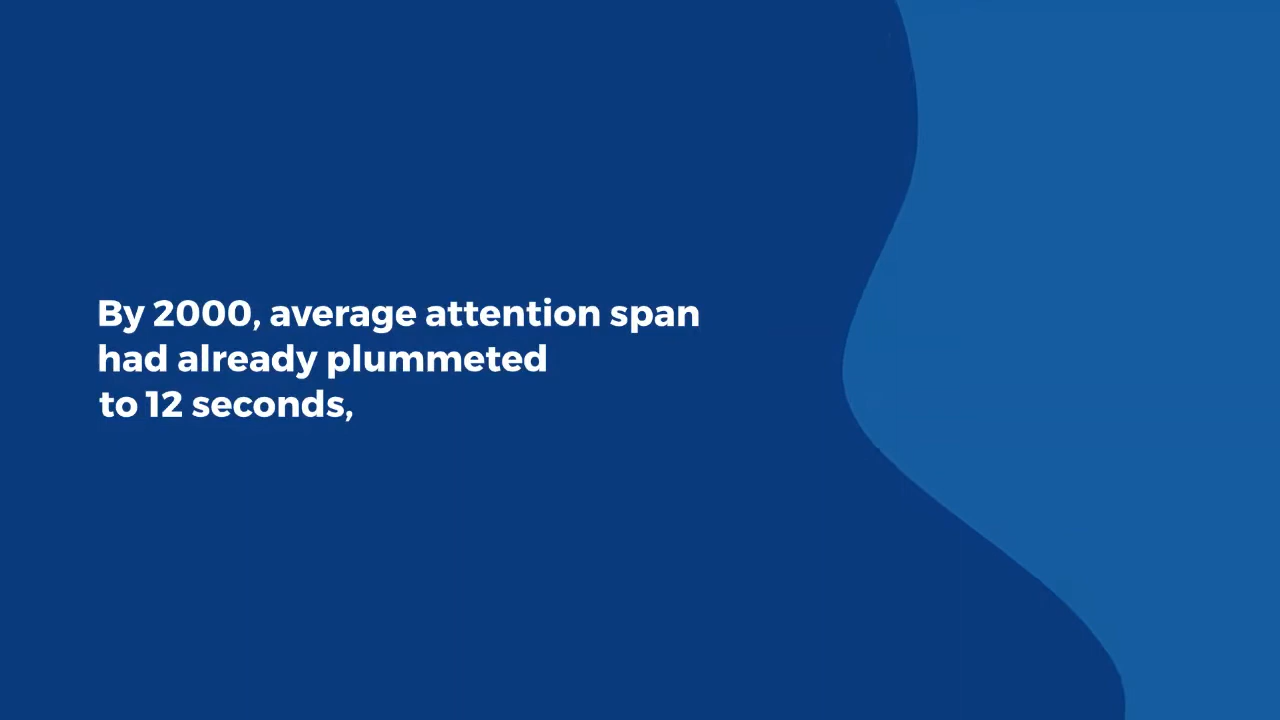 By 2000, average attention span
had already plummeted
to 12 seconds,